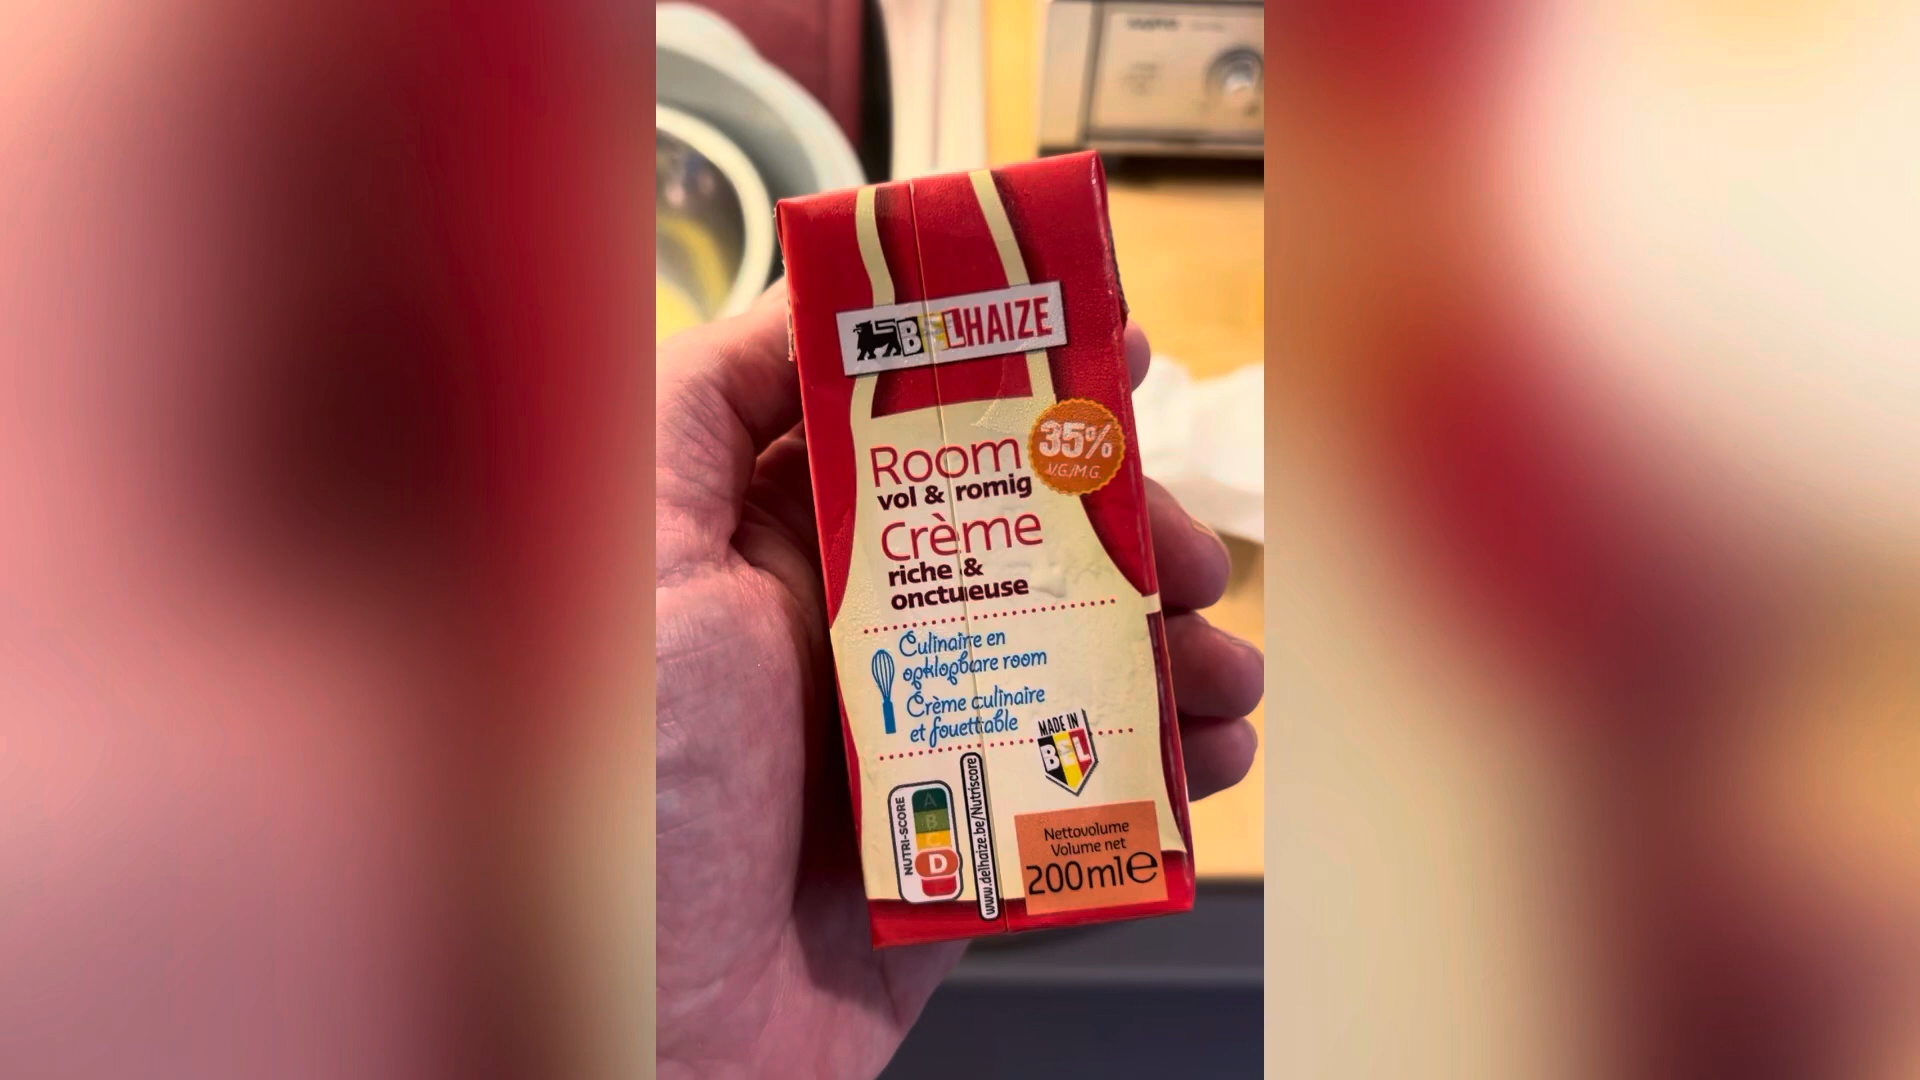 BELHAIZE
Room
vol & romig
35%
V.G./M.G.
Crème
riche &
onctueuse
Culinaire en
opklopbare room
Crème culinaire
et fouettable
MADE IN
BEL
NUTRI-SCORE
A
B
C
D
www.delhaize.be/Nutriscore
Nettovolume
Volume net
200mle